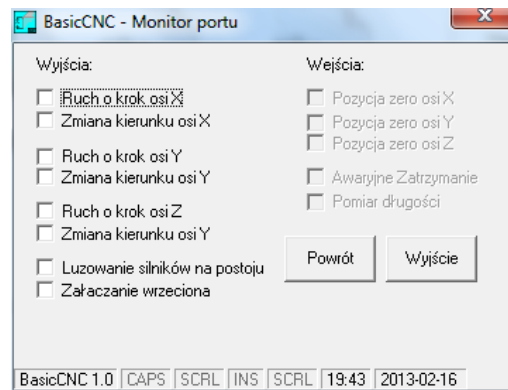 BasicCNC - Monitor portu
Wyjścia:
Ruch o krok osi X
Zmiana kierunku osi X
Ruch o krok osi Y
Zmiana kierunku osi Y
Ruch o krok osi Z
Zmiana kierunku osi Y
Luzowanie silników na postoju
Załaczanie wrzeciona
Wejścia:
Pozycja zero osi X
Pozycja zero osi Y
Pozycja zero osi Z
Awaryjne Zatrzymanie
Pomiar długości
Powrót
Wyjście
BasicCNC 1.0 CAPS SCRL INS SCRL 19:43 2013-02-16